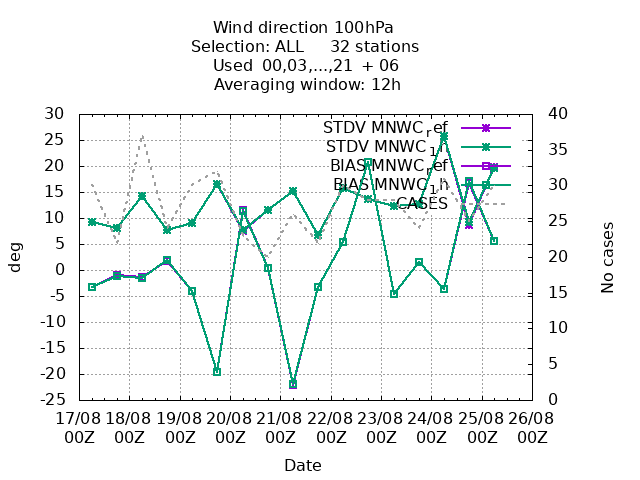 Wind direction 100hPa
Selection: ALL 32 stations
Used 00,03,...,21 + 06
Averaging window: 12h
deg
No cases
30
25
20
15
10
5
0
-5
-10
-15
-20
-25
40
35
30
25
20
15
10
5
0
STDV MNWC_ref
STDV MNWC_1h
BIAS MNWC_ref
BIAS MNWC_1h
CASES
17/08 18/08 19/08 20/08 21/08 22/08 23/08 24/08 25/08 26/08
00Z 00Z 00Z 00Z 00Z 00Z 00Z 00Z 00Z 00Z
Date